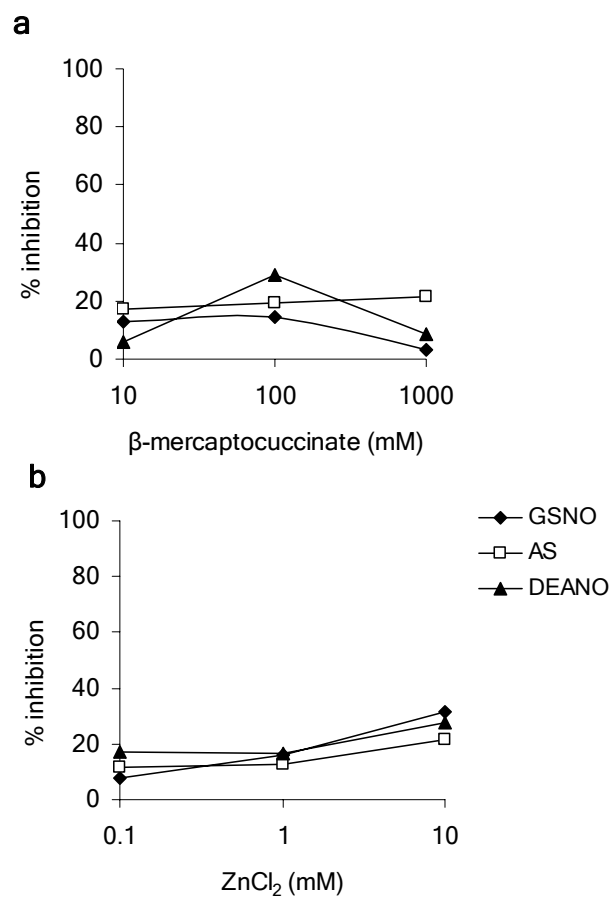 a
100
80
60
40
20
0
% inhibition
10 100 1000
β-mercaptocuccinate (mM)
b
100
80
60
40
20
0
% inhibition
0.1 1 10
ZnCl₂ (mM)
GSNO
AS
DEANO